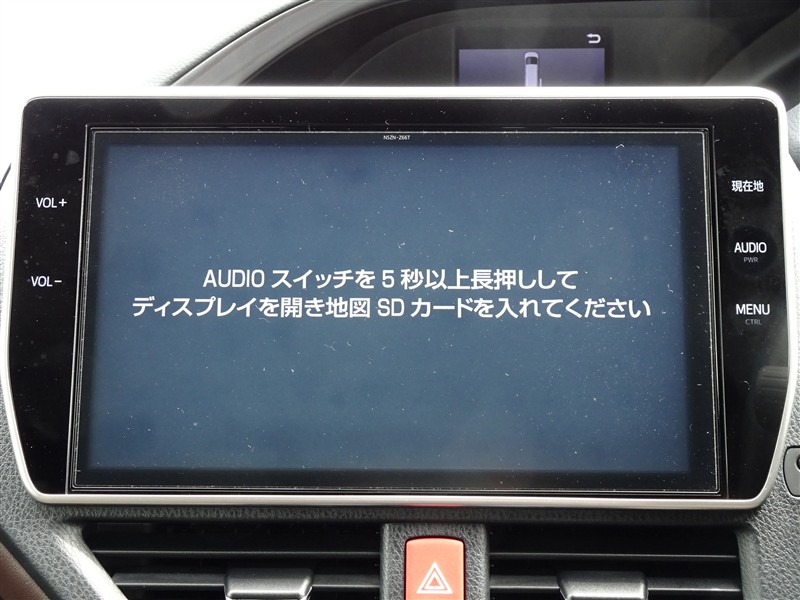 NSZN-Z66T
VOL+
現在地
AUDIO
PWR
VOL-
AUDIO スイッチを 5 秒以上長押しして
ディスプレイを開き地図 SD カードを入れてください
MENU
CTRL